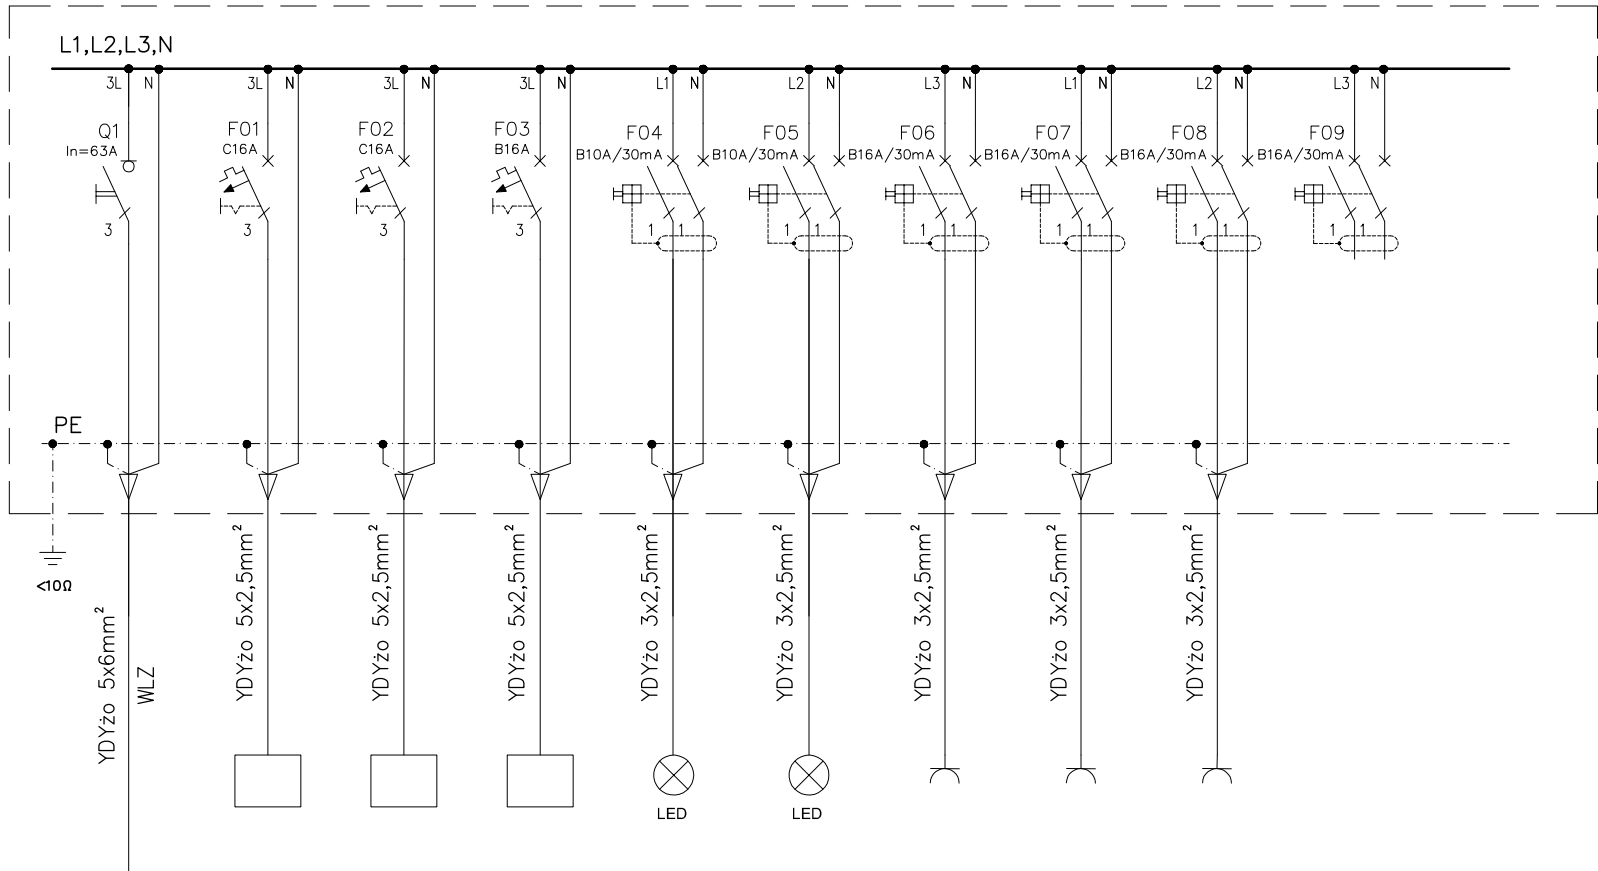 L1,L2,L3,N
3L N 3L N 3L N 3L N L1 N L2 N L3 N L1 N L2 N L3 N
Q1 F01 F02 F03 F04 F05 F06 F07 F08 F09
In=63A C16A C16A B16A B10A/30mA B10A/30mA B16A/30mA B16A/30mA B16A/30mA B16A/30mA
3 3 3 3 1 1 1 1 1 1 1 1 1 1 1 1
PE
<10Ω
YDYżo 5x6mm²
WLZ
YDYżo 5x2,5mm²
YDYżo 5x2,5mm²
YDYżo 5x2,5mm²
YDYżo 3x2,5mm²
YDYżo 3x2,5mm²
YDYżo 3x2,5mm²
YDYżo 3x2,5mm²
YDYżo 3x2,5mm²
LED LED